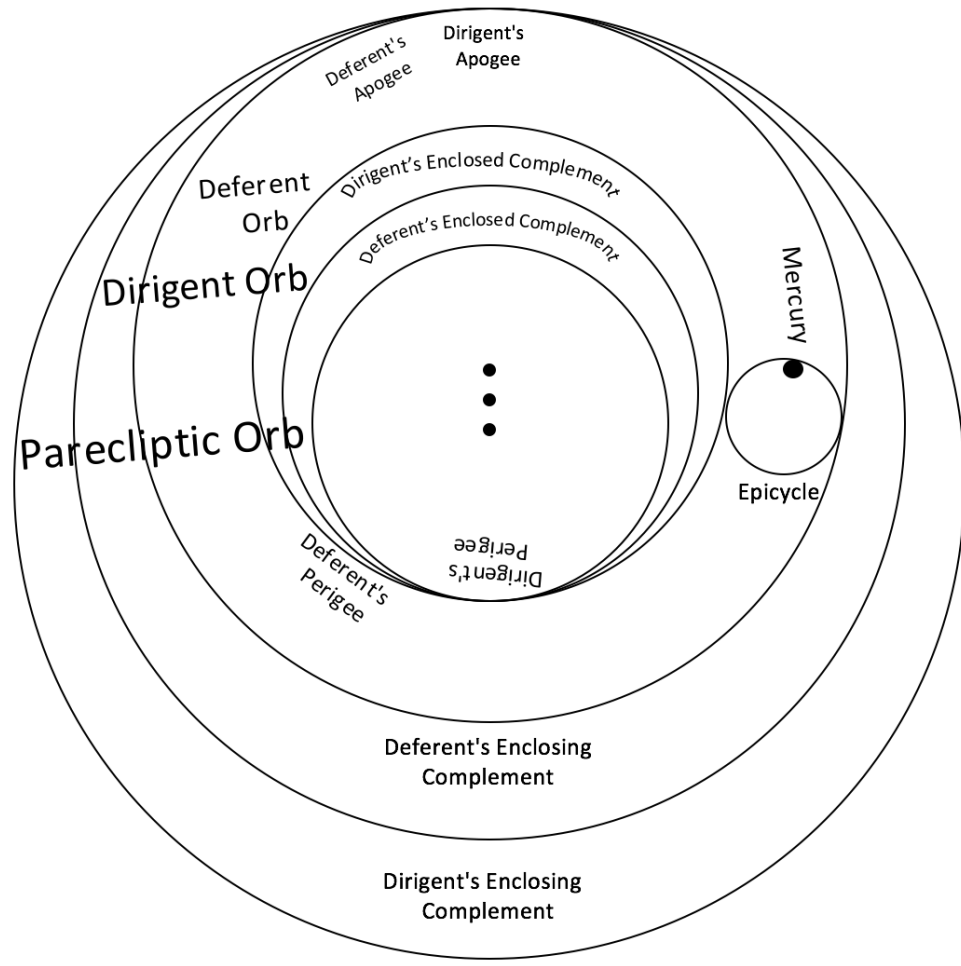 Dirigent's
Apogee
Deferent's
Apogee
Dirigent’s Enclosed Complement
Deferent
Orb
Deferent’s Enclosed Complement
Dirigent Orb
Mercury
Parecliptic Orb
Epicycle
Deferent's
Perigee
Dirigent's
Perigee
Deferent's Enclosing
Complement
Dirigent's Enclosing
Complement